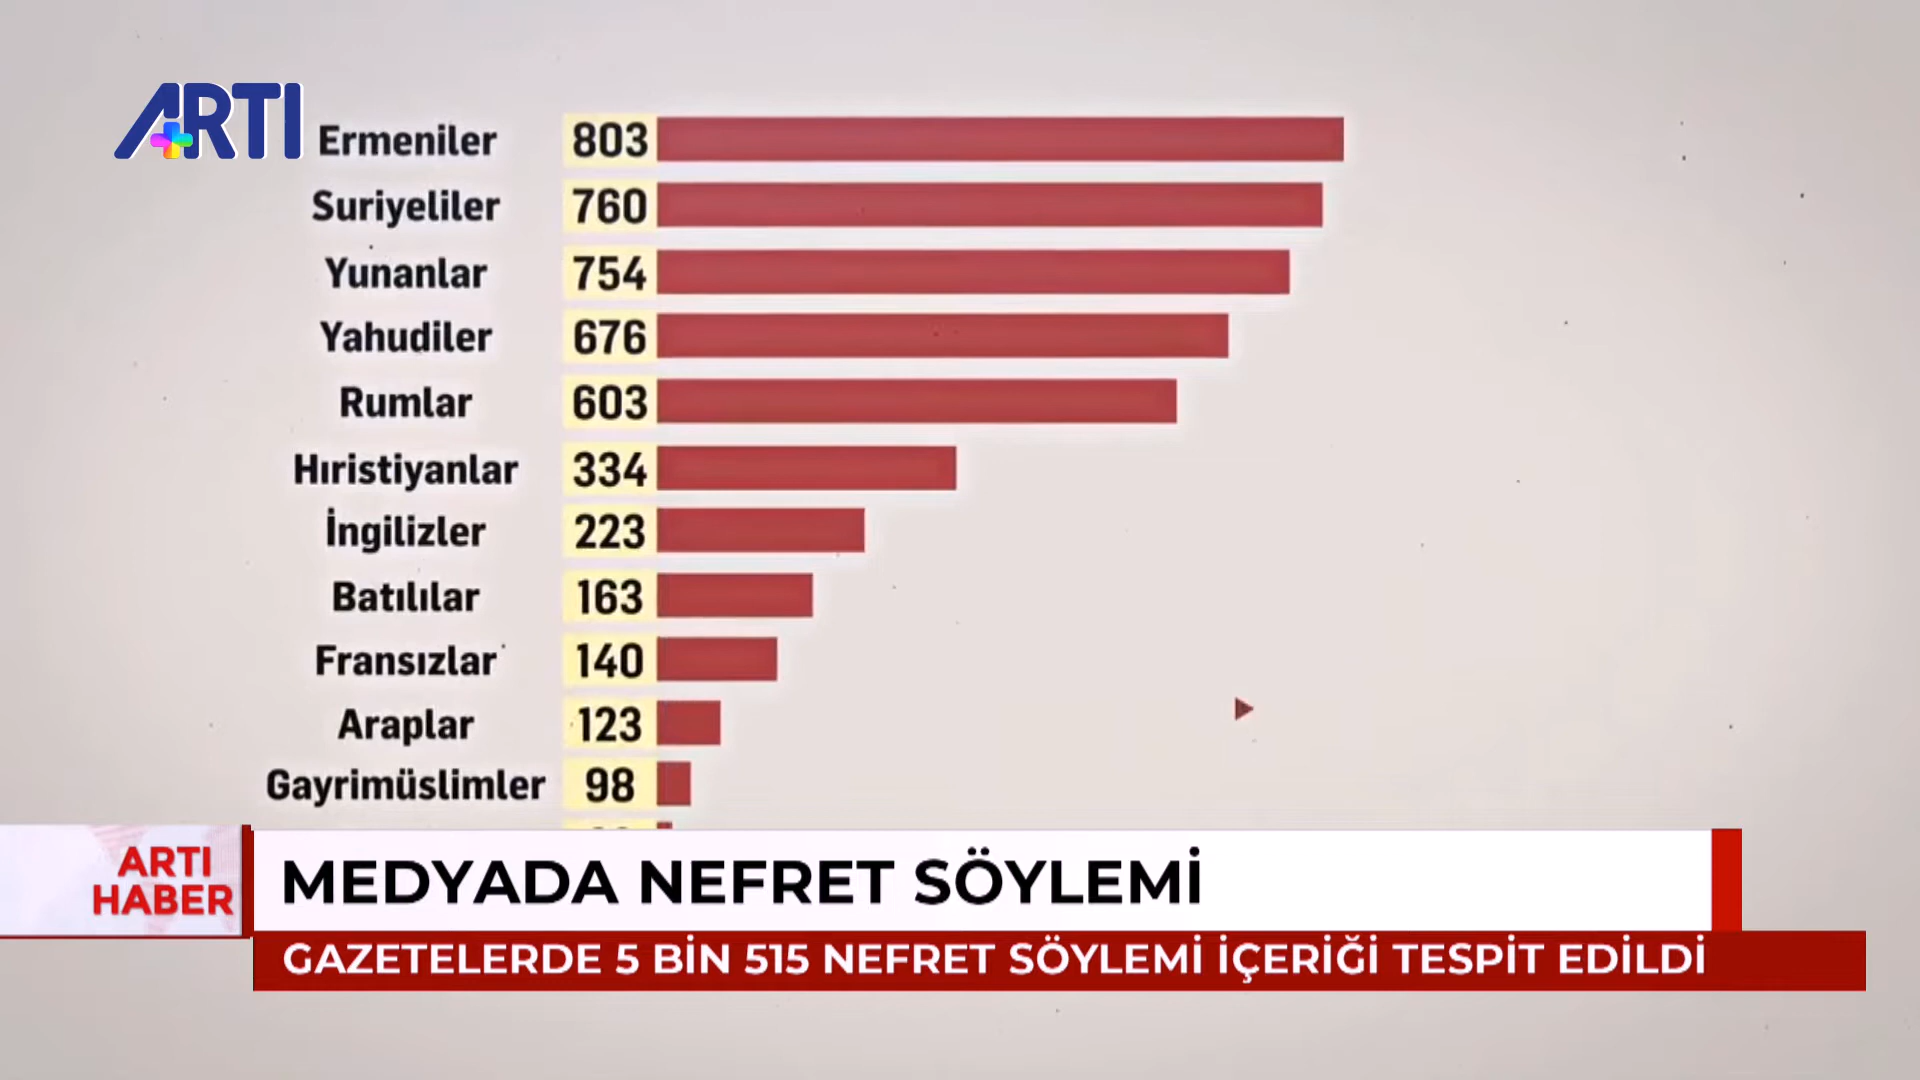 ARTI
Ermeniler 803
Suriyeliler 760
Yunanlar 754
Yahudiler 676
Rumlar 603
Hıristiyanlar 334
İngilizler 223
Batılılar 163
Fransızlar 140
Araplar 123
Gayrimüslimler 98
ARTI
HABER
MEDYADA NEFRET SÖYLEMİ
GAZETELERDE 5 BİN 515 NEFRET SÖYLEMİ İÇERİĞİ TESPİT EDİLDİ